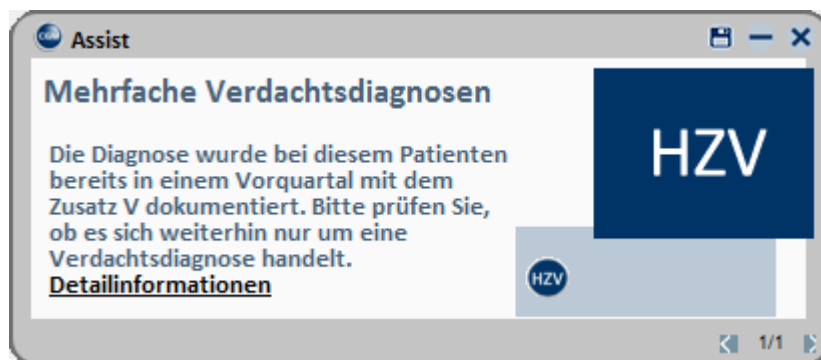 CGM Assist
Mehrfache Verdachtsdiagnosen
HZV
Die Diagnose wurde bei diesem Patienten
bereits in einem Vorquartal mit dem
Zusatz V dokumentiert. Bitte prüfen Sie,
ob es sich weiterhin nur um eine
Verdachtsdiagnose handelt.
Detailinformationen
HZV
1/1